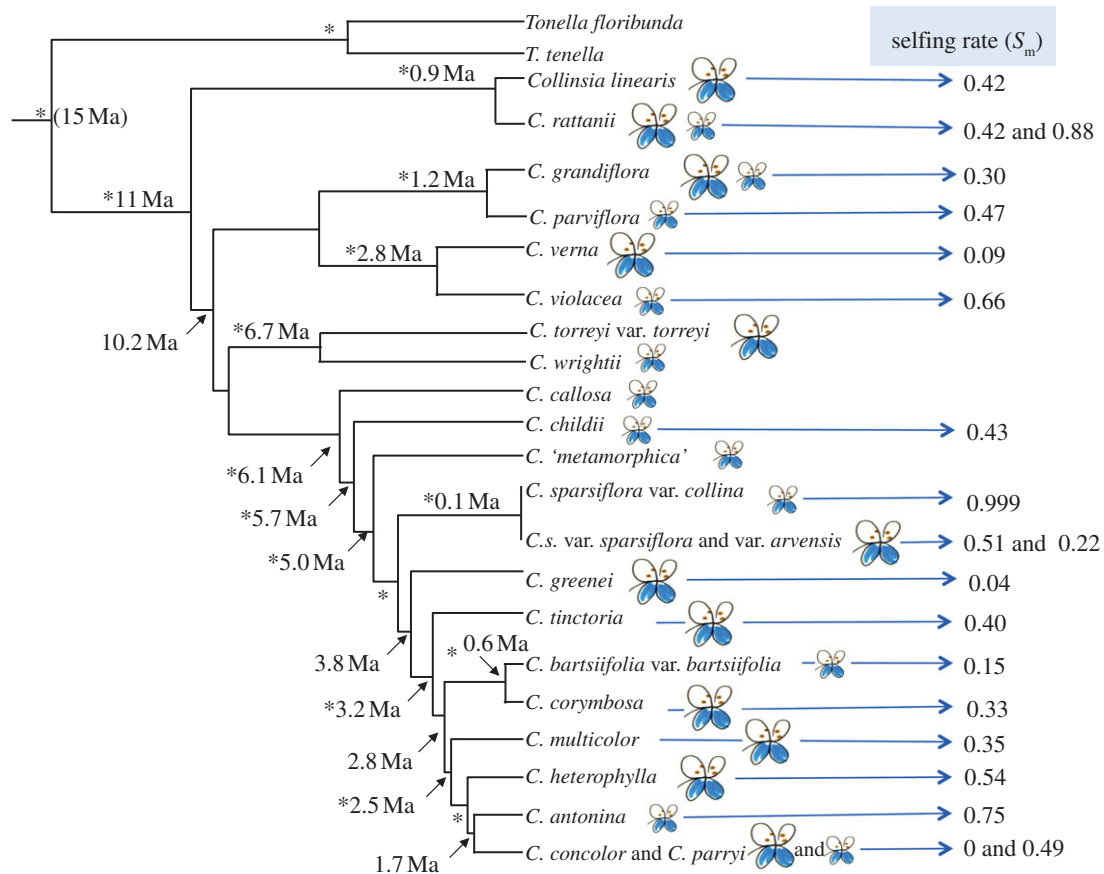 Tonella floribunda
selfing rate (Sm)
*
T. tenella
*0.9 Ma
Collinsia linearis
0.42
* (15 Ma)
C. rattanii
0.42 and 0.88
C. grandiflora
0.30
*1.2 Ma
*11 Ma
C. parviflora
0.47
C. verna
0.09
*2.8 Ma
C. violacea
0.66
C. torreyi var. torreyi
10.2 Ma
*6.7 Ma
C. wrightii
C. callosa
C. childii
0.43
C. ‘metamorphica’
*6.1 Ma
C. sparsiflora var. collina
0.999
*0.1 Ma
*5.7 Ma
C.s. var. sparsiflora and var. arvensis
0.51 and 0.22
*5.0 Ma
C. greenei
0.04
*
C. tinctoria
0.40
* 0.6 Ma
3.8 Ma
C. bartsiifolia var. bartsiifolia
0.15
*3.2 Ma
C. corymbosa
0.33
2.8 Ma
C. multicolor
0.35
C. heterophylla
0.54
*2.5 Ma
*
C. antonina
0.75
1.7 Ma
C. concolor and C. parryi and
0 and 0.49